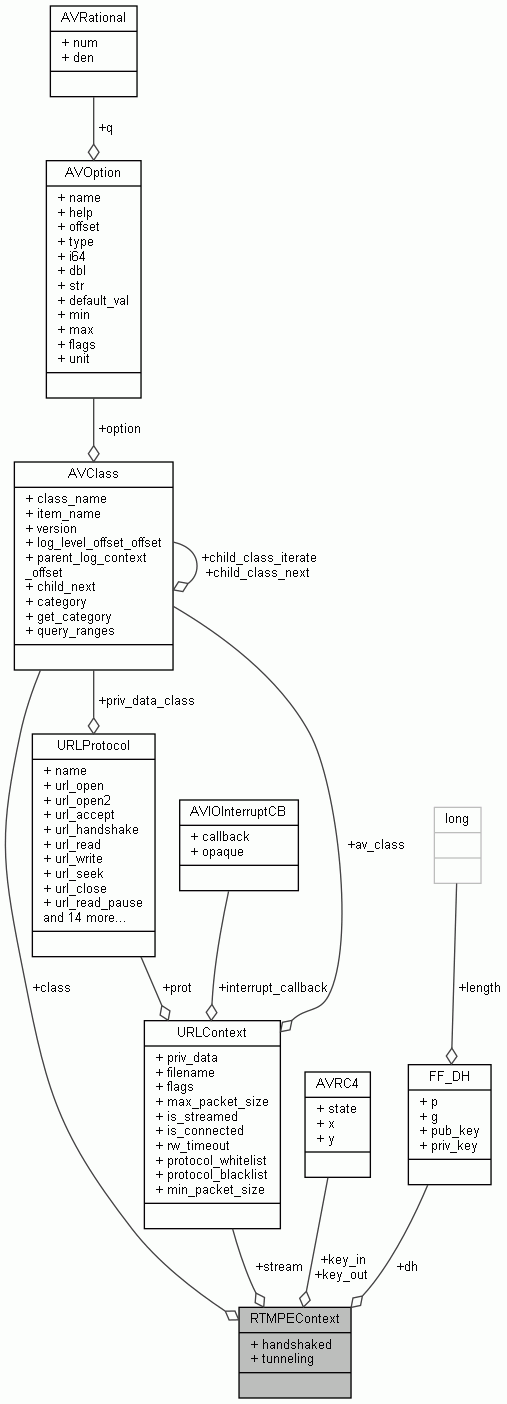 AVRational
+ num
+ den
+q
AVOption
+ name
+ help
+ offset
+ type
+ i64
+ dbl
+ str
+ default_val
+ min
+ max
+ flags
+ unit
+option
AVClass
+ class_name
+ item_name
+ version
+ log_level_offset_offset
+ parent_log_context
_offset
+ child_next
+ category
+ get_category
+ query_ranges
+child_class_iterate
+child_class_next
+priv_data_class
URLProtocol
+ name
+ url_open
+ url_open2
+ url_accept
+ url_handshake
+ url_read
+ url_write
+ url_seek
+ url_close
+ url_read_pause
and 14 more...
AVIOInterruptCB
+ callback
+ opaque
long
+av_class
+class
+prot
+interrupt_callback
+length
URLContext
+ priv_data
+ filename
+ flags
+ max_packet_size
+ is_streamed
+ is_connected
+ rw_timeout
+ protocol_whitelist
+ protocol_blacklist
+ min_packet_size
AVRC4
+ state
+ x
+ y
FF_DH
+ p
+ g
+ pub_key
+ priv_key
+stream
+key_in
+key_out
+dh
RTMPEContext
+ handshaked
+ tunneling